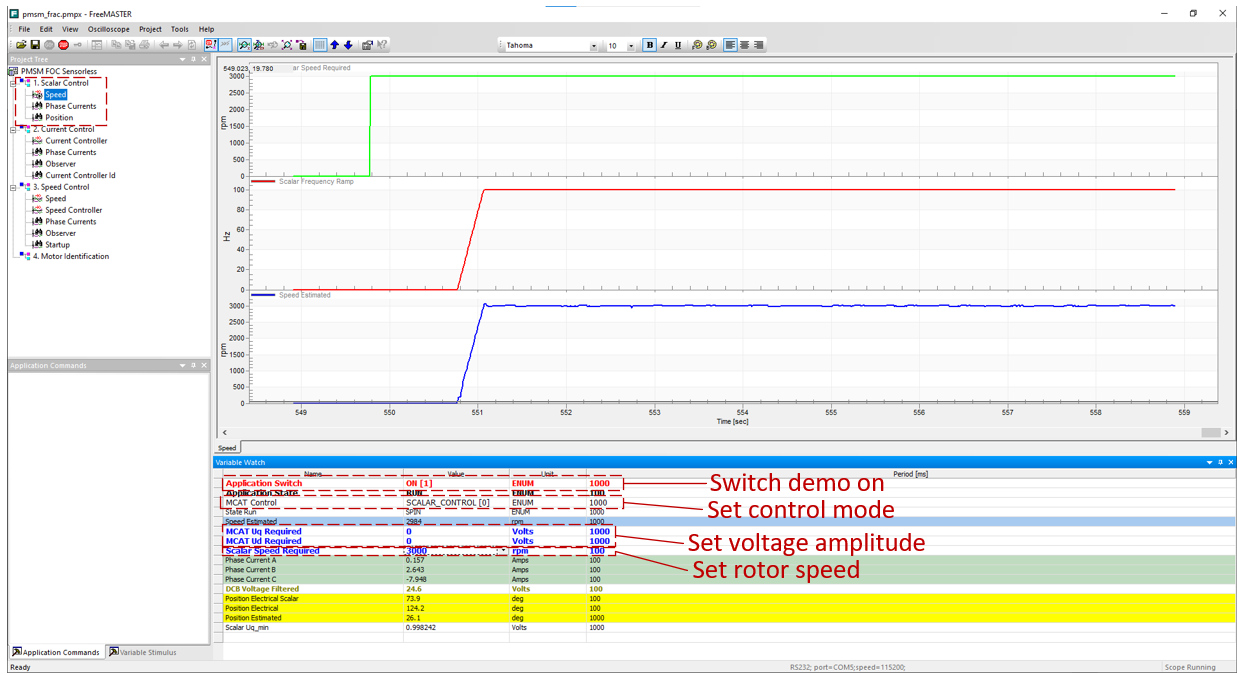 pmsm_frac.pmpx - FreeMASTER
File Edit View Oscilloscope Project Tools Help
Tahoma 10 B I U
Project Tree
PMSM FOC Sensorless
1. Scalar Control
Speed
Phase Currents
Position
2. Current Control
Current Controller
Phase Currents
Observer
Current Controller Id
3. Speed Control
Speed
Speed Controller
Phase Currents
Observer
Startup
4. Motor Identification
Application Commands
Application Commands Variable Stimulus
549.023, 19.780 ar Speed Required
3000
2500
2000
1500
1000
500
0
rpm
Scalar Frequency Ramp
100
80
60
40
20
0
Hz
Speed Estimated
3000
2500
2000
1500
1000
500
0
rpm
549 550 551 552 553 554 555 556 557 558 559
Time [sec]
Speed
Variable Watch
Name Value Unit Period [ms]
Application Switch ON [1] ENUM 1000
Application State RUN ENUM 100
MCAT Control SCALAR_CONTROL [0] ENUM 1000
State Run SPIN ENUM 1000
Speed Estimated 2984 rpm 1000
MCAT Uq Required 0 Volts 1000
MCAT Ud Required 0 Volts 1000
Scalar Speed Required 3000 rpm 100
Phase Current A 0.157 Amps 100
Phase Current B 2.643 Amps 100
Phase Current C -7.948 Amps 100
DCB Voltage Filtered 24.6 Volts 100
Position Electrical Scalar 73.9 deg 100
Position Electrical 124.2 deg 100
Position Estimated 26.1 deg 1000
Scalar Uq_min 0.998242 Volts 1000
Switch demo on
Set control mode
Set voltage amplitude
Set rotor speed
Ready RS232; port=COM5;speed=115200; Scope Running